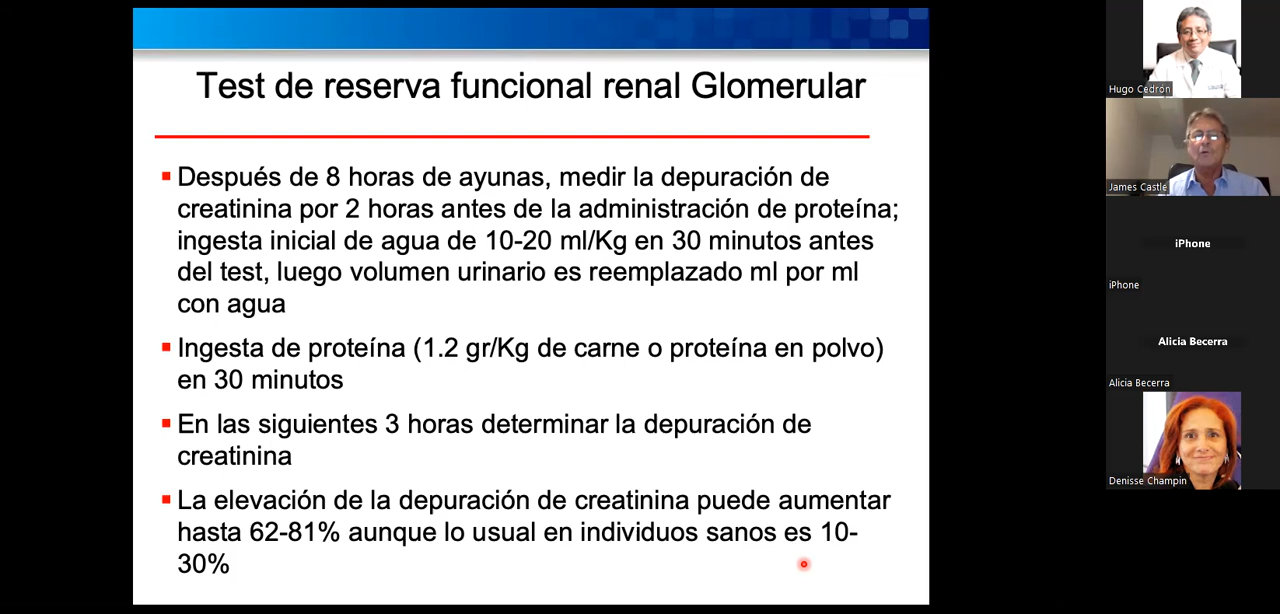 Test de reserva funcional renal Glomerular
Después de 8 horas de ayunas, medir la depuración de
creatinina por 2 horas antes de la administración de proteína;
ingesta inicial de agua de 10-20 ml/Kg en 30 minutos antes
del test, luego volumen urinario es reemplazado ml por ml
con agua
Ingesta de proteína (1.2 gr/Kg de carne o proteína en polvo)
en 30 minutos
En las siguientes 3 horas determinar la depuración de
creatinina
La elevación de la depuración de creatinina puede aumentar
hasta 62-81% aunque lo usual en individuos sanos es 10-
30%
Hugo Cedrón
James Castle
iPhone
iPhone
Alicia Becerra
Alicia Becerra
Denisse Champin